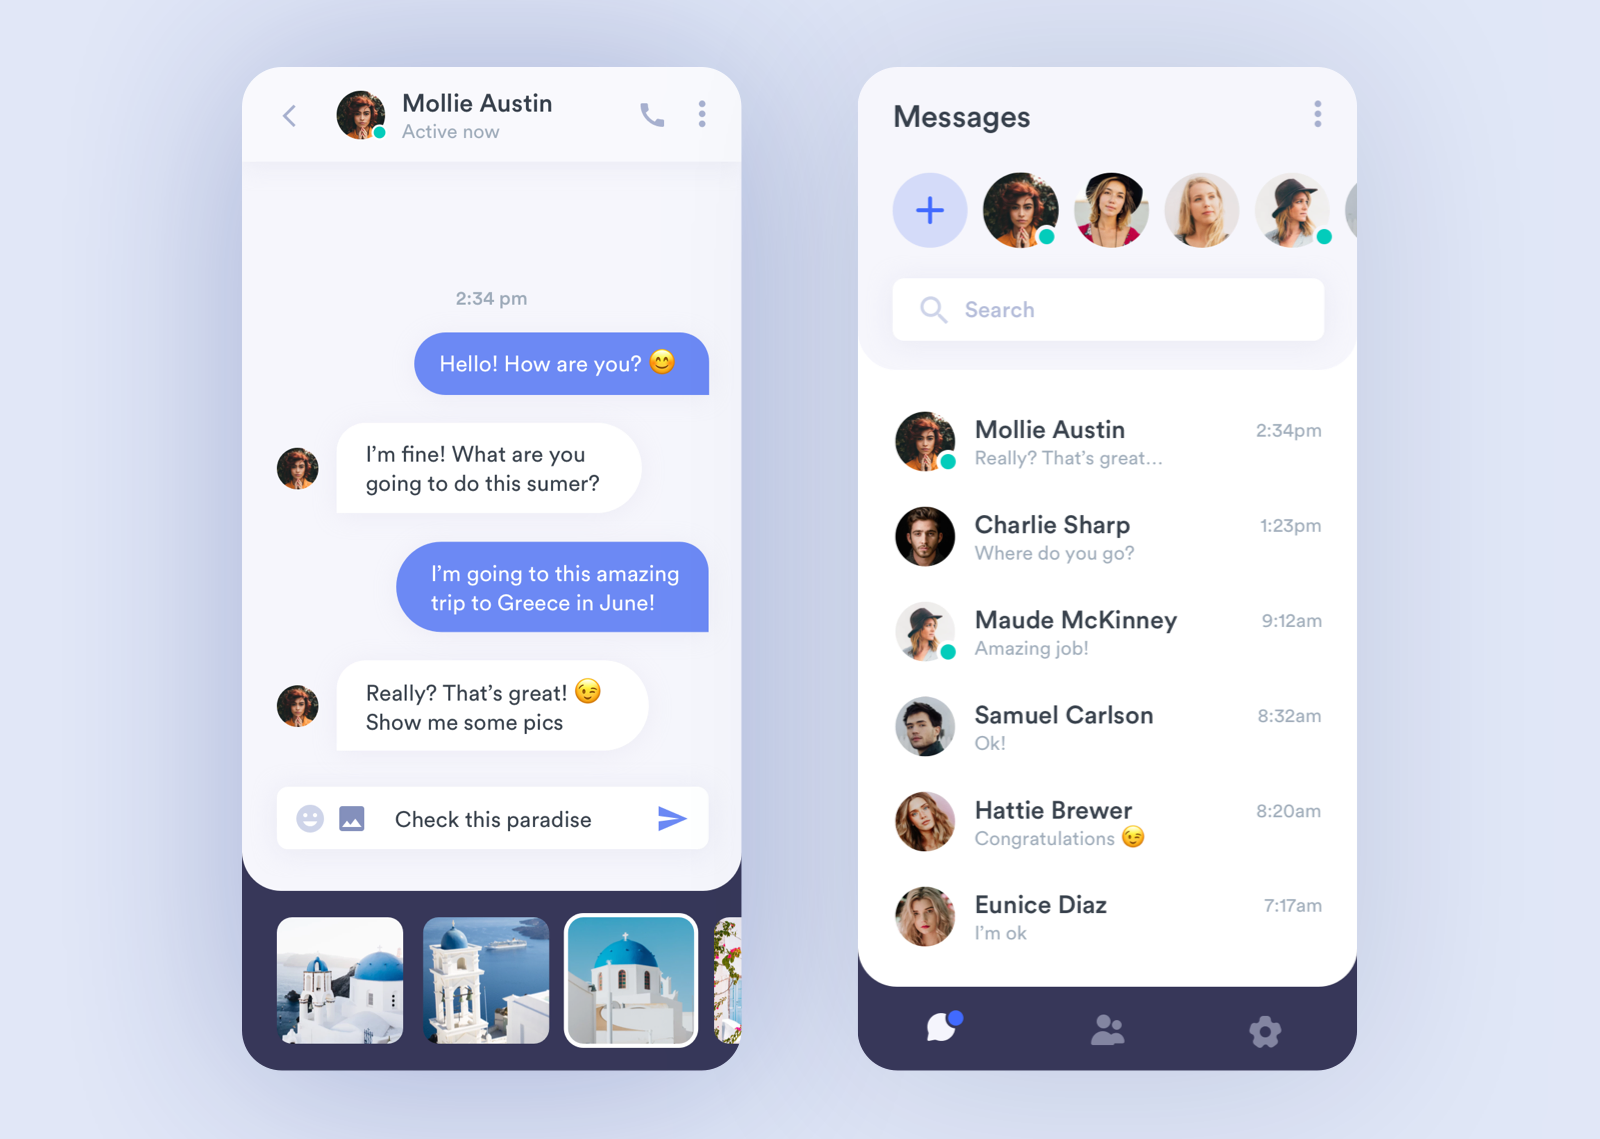 Mollie Austin
Active now
2:34 pm
Hello! How are you? 😊
I'm fine! What are you
going to do this sumer?
I'm going to this amazing
trip to Greece in June!
Really? That's great! 😉
Show me some pics
Check this paradise
Messages
Search
Mollie Austin 2:34pm
Really? That's great...
Charlie Sharp 1:23pm
Where do you go?
Maude McKinney 9:12am
Amazing job!
Samuel Carlson 8:32am
Ok!
Hattie Brewer 8:20am
Congratulations 😉
Eunice Diaz 7:17am
I'm ok